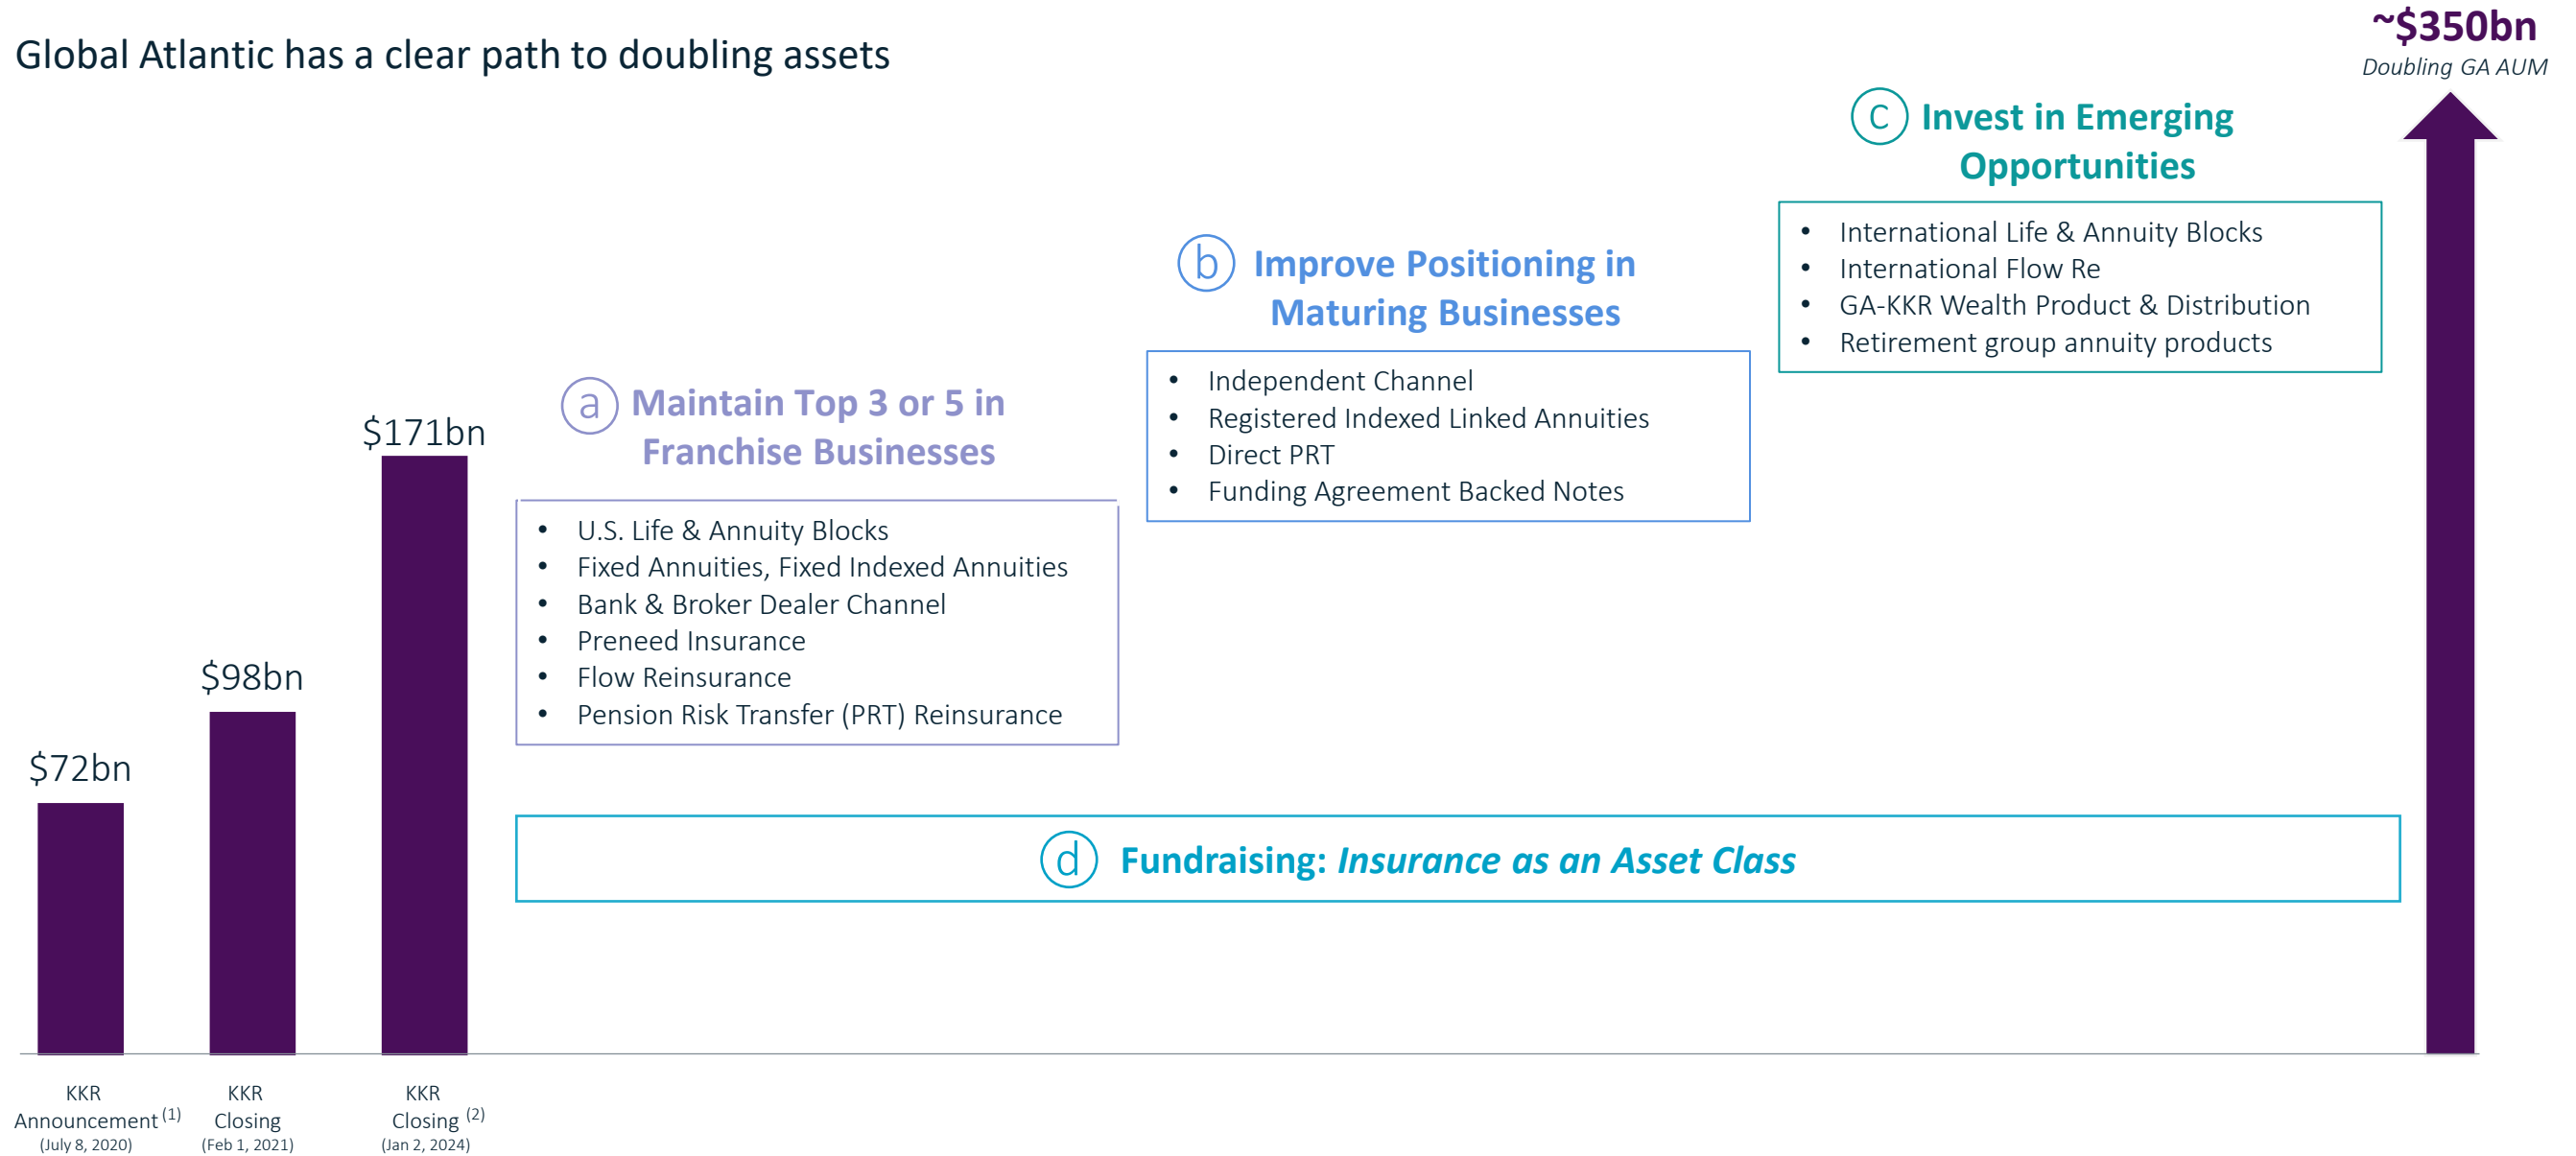 Global Atlantic has a clear path to doubling assets
~$350bn
Doubling GA AUM
$72bn
$98bn
$171bn
a Maintain Top 3 or 5 in
Franchise Businesses
• U.S. Life & Annuity Blocks
• Fixed Annuities, Fixed Indexed Annuities
• Bank & Broker Dealer Channel
• Preneed Insurance
• Flow Reinsurance
• Pension Risk Transfer (PRT) Reinsurance
b Improve Positioning in
Maturing Businesses
• Independent Channel
• Registered Indexed Linked Annuities
• Direct PRT
• Funding Agreement Backed Notes
c Invest in Emerging
Opportunities
• International Life & Annuity Blocks
• International Flow Re
• GA-KKR Wealth Product & Distribution
• Retirement group annuity products
d Fundraising: Insurance as an Asset Class
KKR
Announcement (1)
(July 8, 2020)
KKR
Closing
(Feb 1, 2021)
KKR
Closing (2)
(Jan 2, 2024)